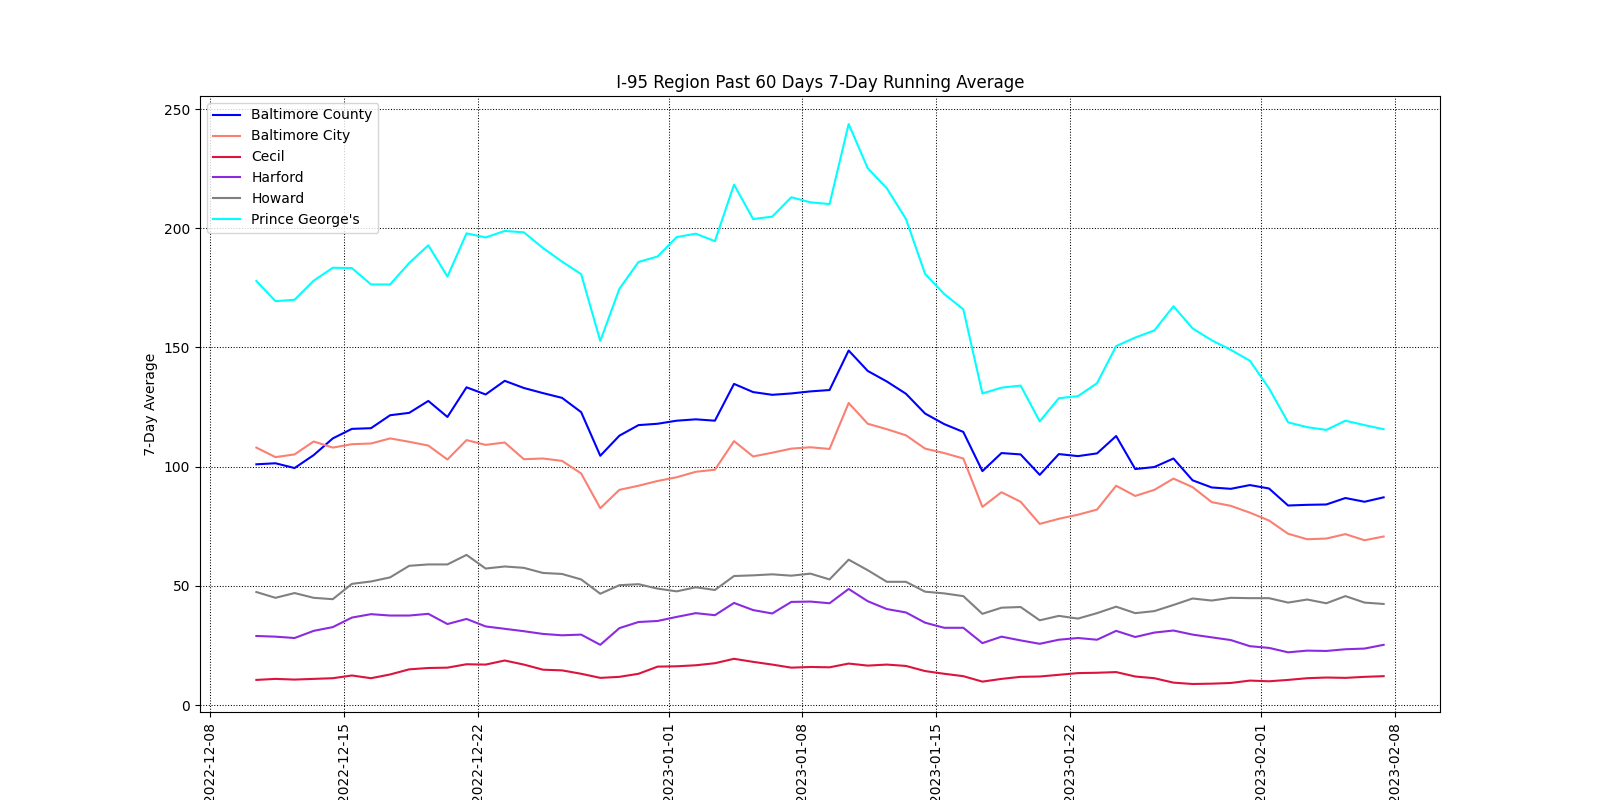 I-95 Region Past 60 Days 7-Day Running Average
250
200
150
100
50
0
7-Day Average
Baltimore County
Baltimore City
Cecil
Harford
Howard
Prince George's
2022-12-08
2022-12-15
2022-12-22
2023-01-01
2023-01-08
2023-01-15
2023-01-22
2023-02-01
2023-02-08